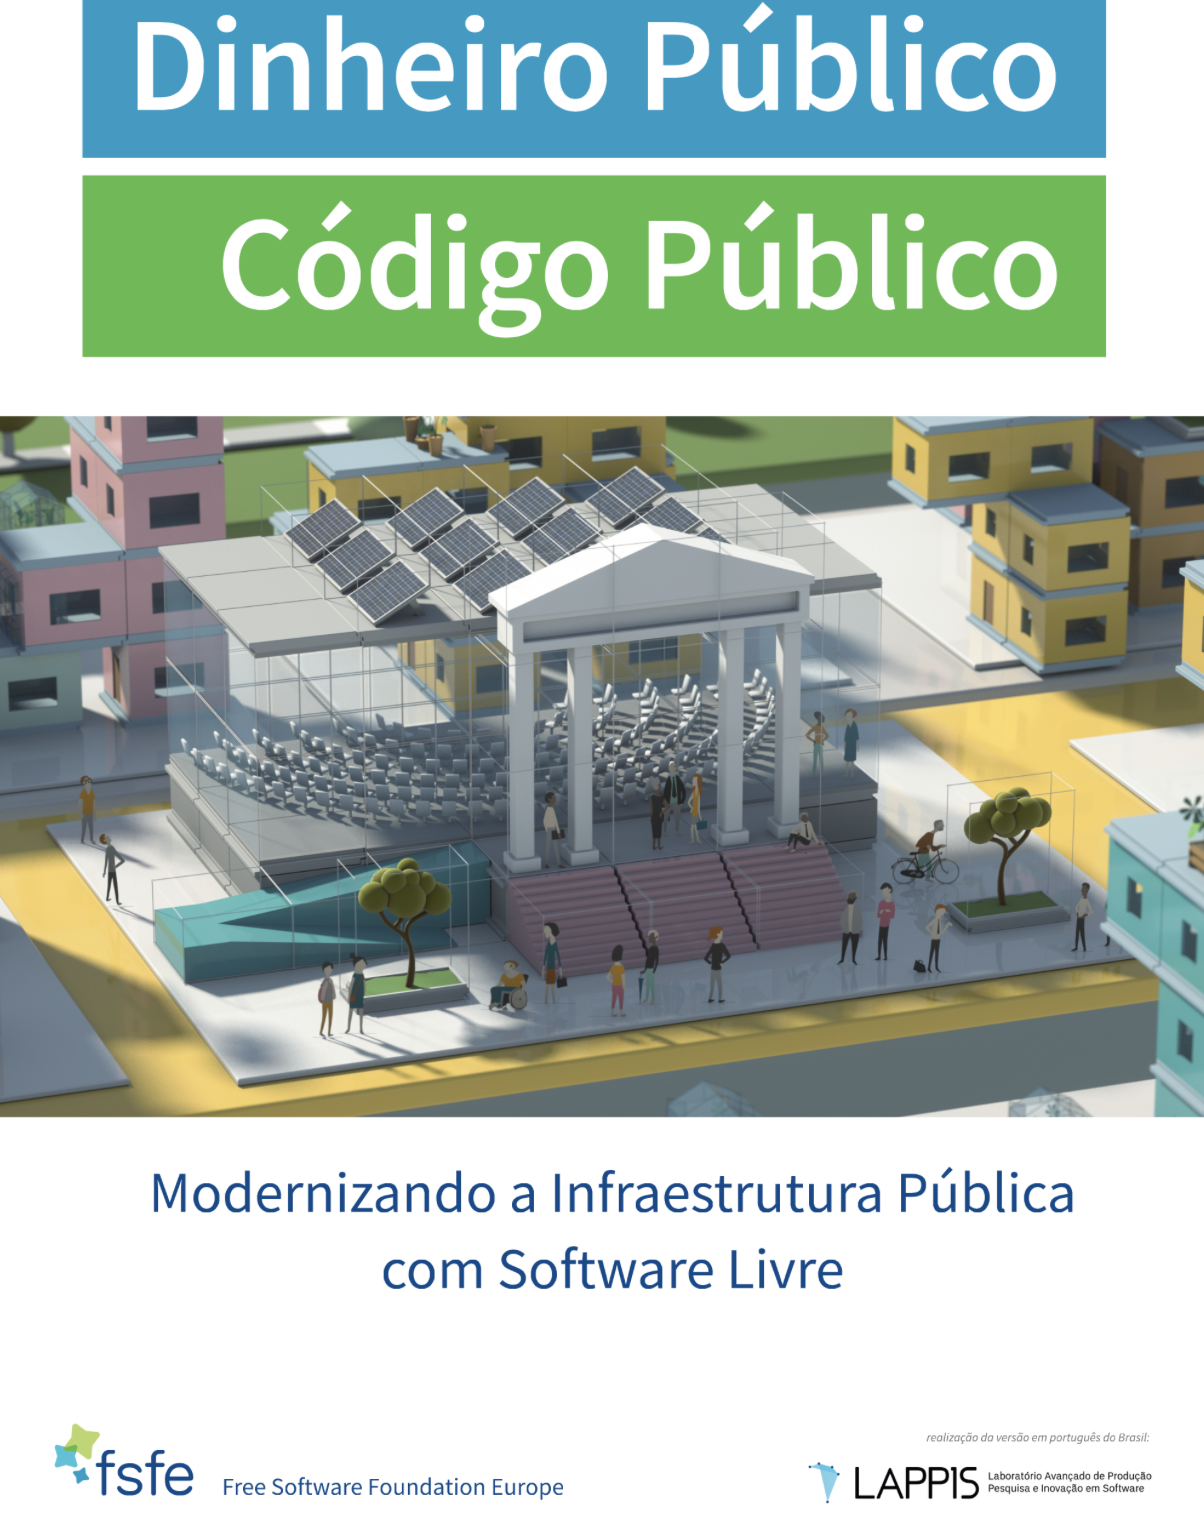 Dinheiro Público
Código Público
Modernizando a Infraestrutura Pública
com Software Livre
fsfe
Free Software Foundation Europe
realização da versão em português do Brasil:
LAPPIS
Laboratório Avançado de Produção
Pesquisa e Inovação em Software